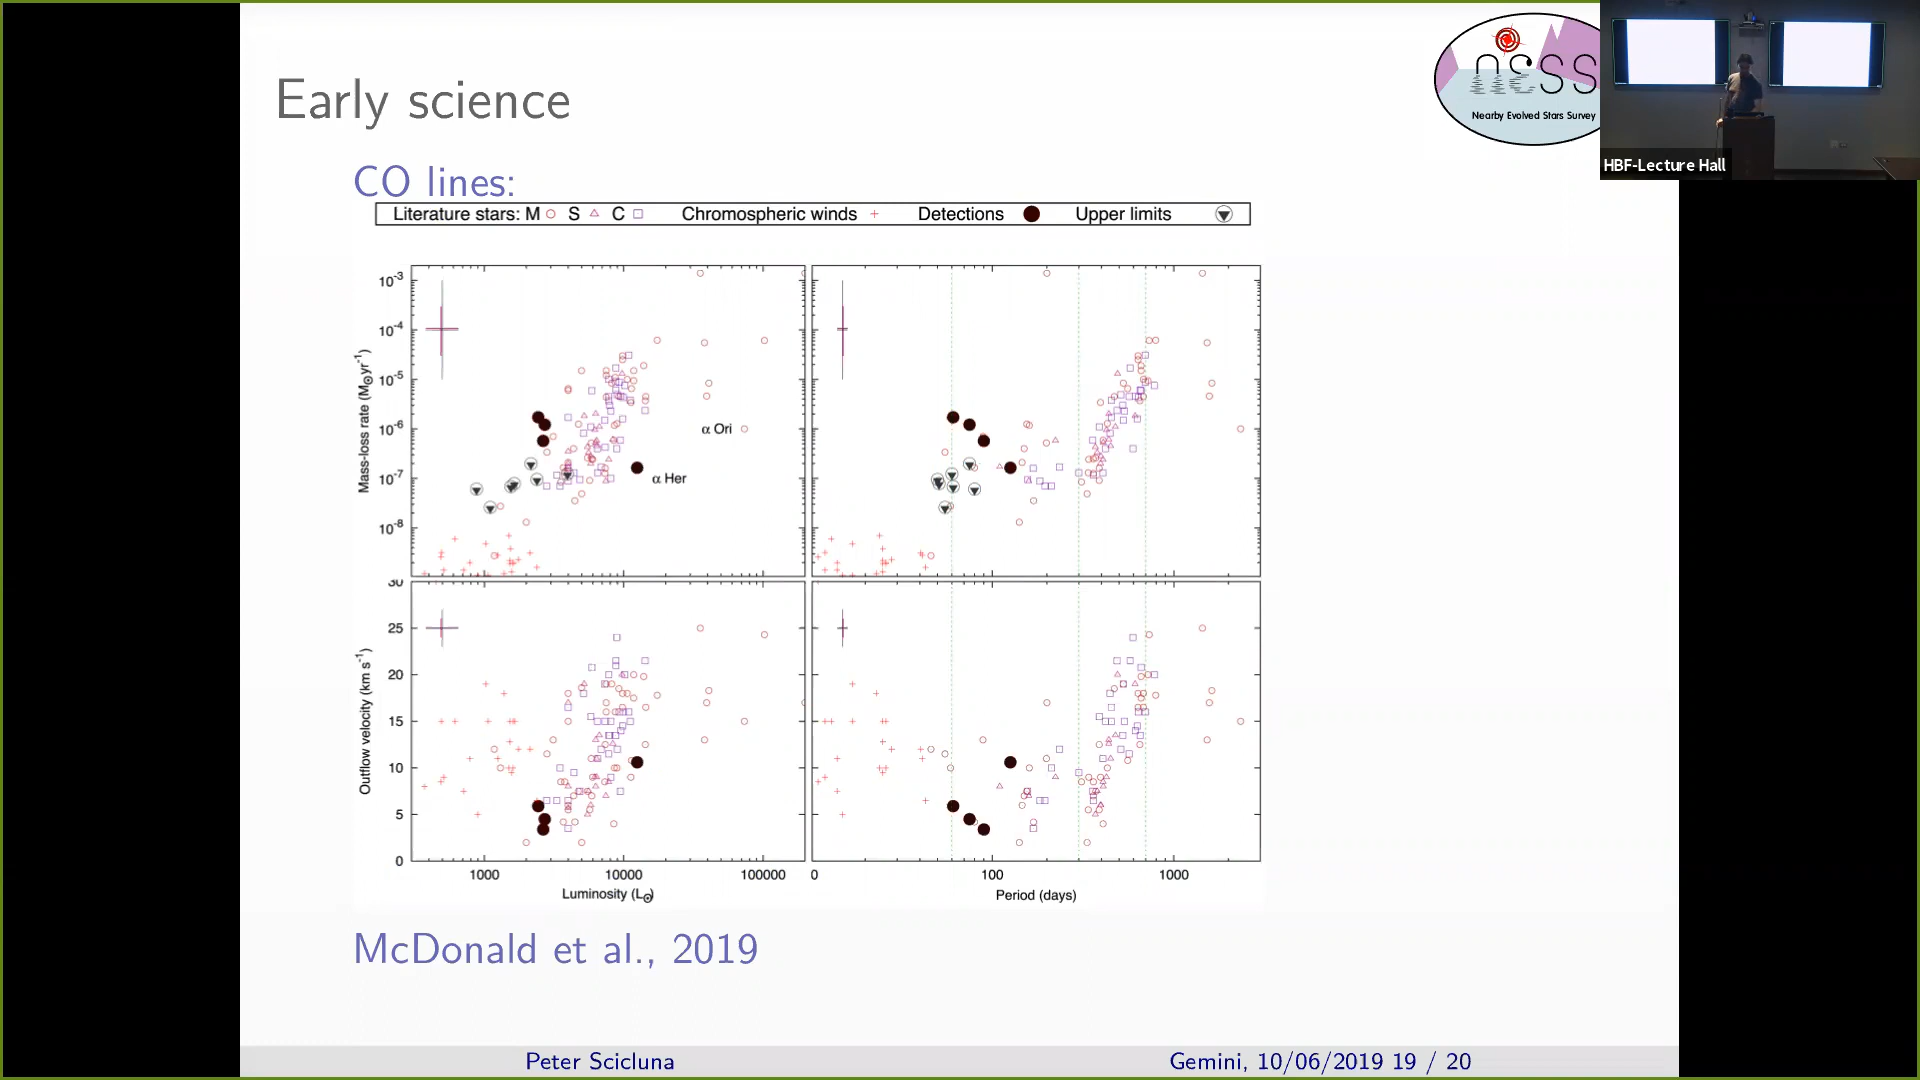 Early science
ness
Nearby Evolved Stars Survey
HBF-Lecture Hall
CO lines:
Literature stars: M S C Chromospheric winds Detections Upper limits
10-3
10-4
10-5
10-6
10-7
10-8
Mass-loss rate (M⊙yr-1)
α Ori
α Her
30
25
20
15
10
5
0
Outflow velocity (km s-1)
1000 10000 100000 0 100 1000
Luminosity (L⊙) Period (days)
McDonald et al., 2019
Peter Scicluna Gemini, 10/06/2019 19 / 20